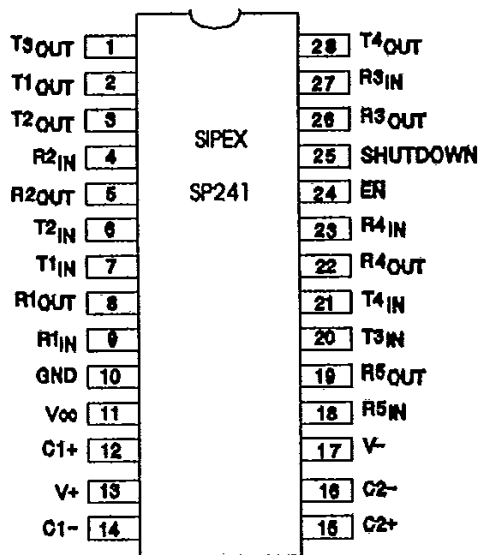 T3OUT 1
T1OUT 2
T2OUT 3
R2IN 4
R2OUT 5
T2IN 6
T1IN 7
R1OUT 8
R1IN 9
GND 10
Vcc 11
C1+ 12
V+ 13
C1- 14
SIPEX
SP241
28 T4OUT
27 R3IN
26 R3OUT
25 SHUTDOWN
24 E̅N̅
23 R4IN
22 R4OUT
21 T4IN
20 T3IN
19 R5OUT
18 R5IN
17 V-
16 C2-
15 C2+